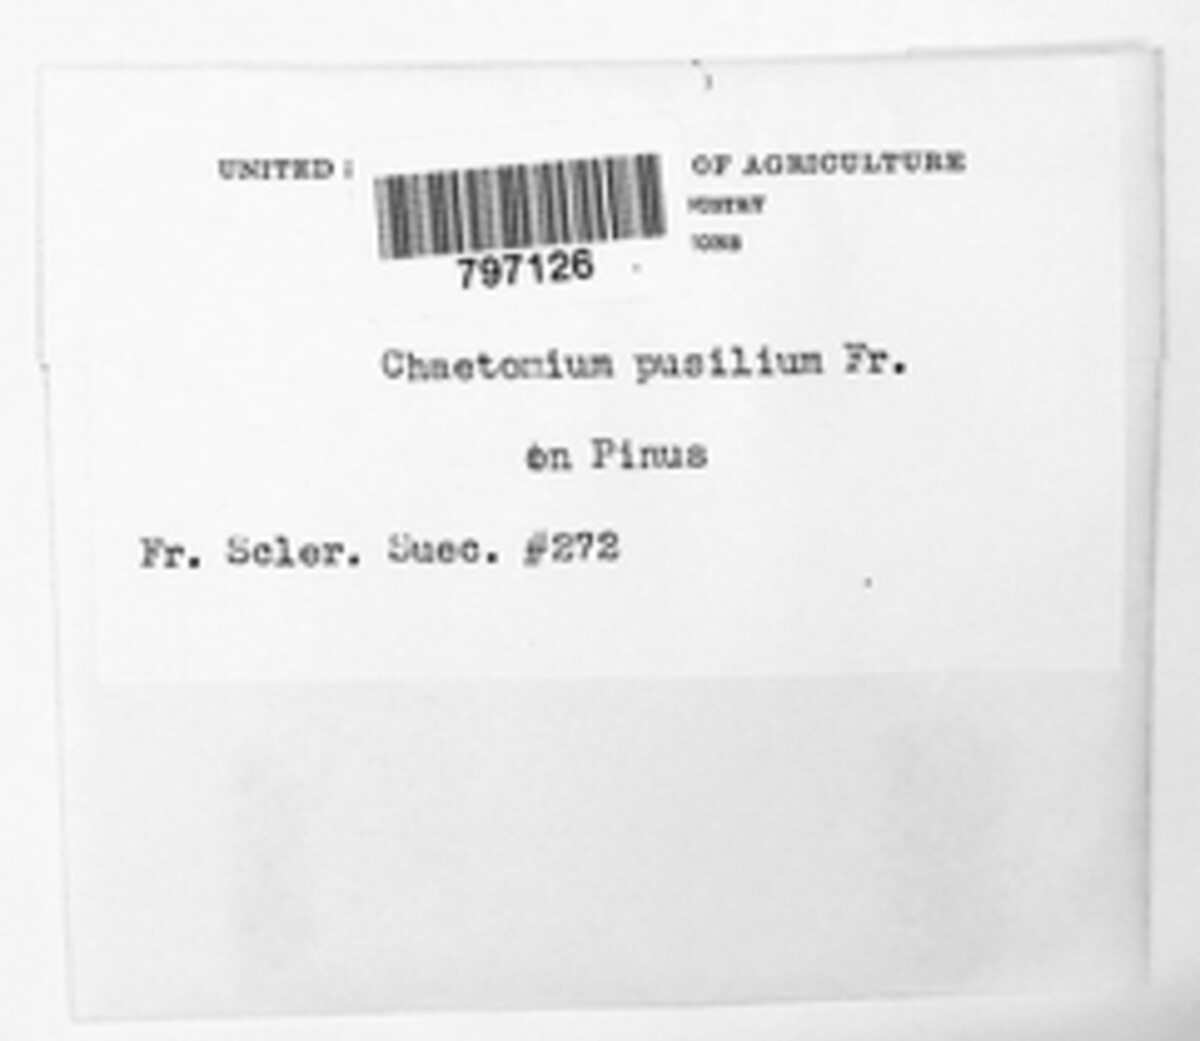 UNITED
OF AGRICULTURE
797126
Chaetomium pusilium Fr.
on Pinus
Fr. Scler. Suec. #272